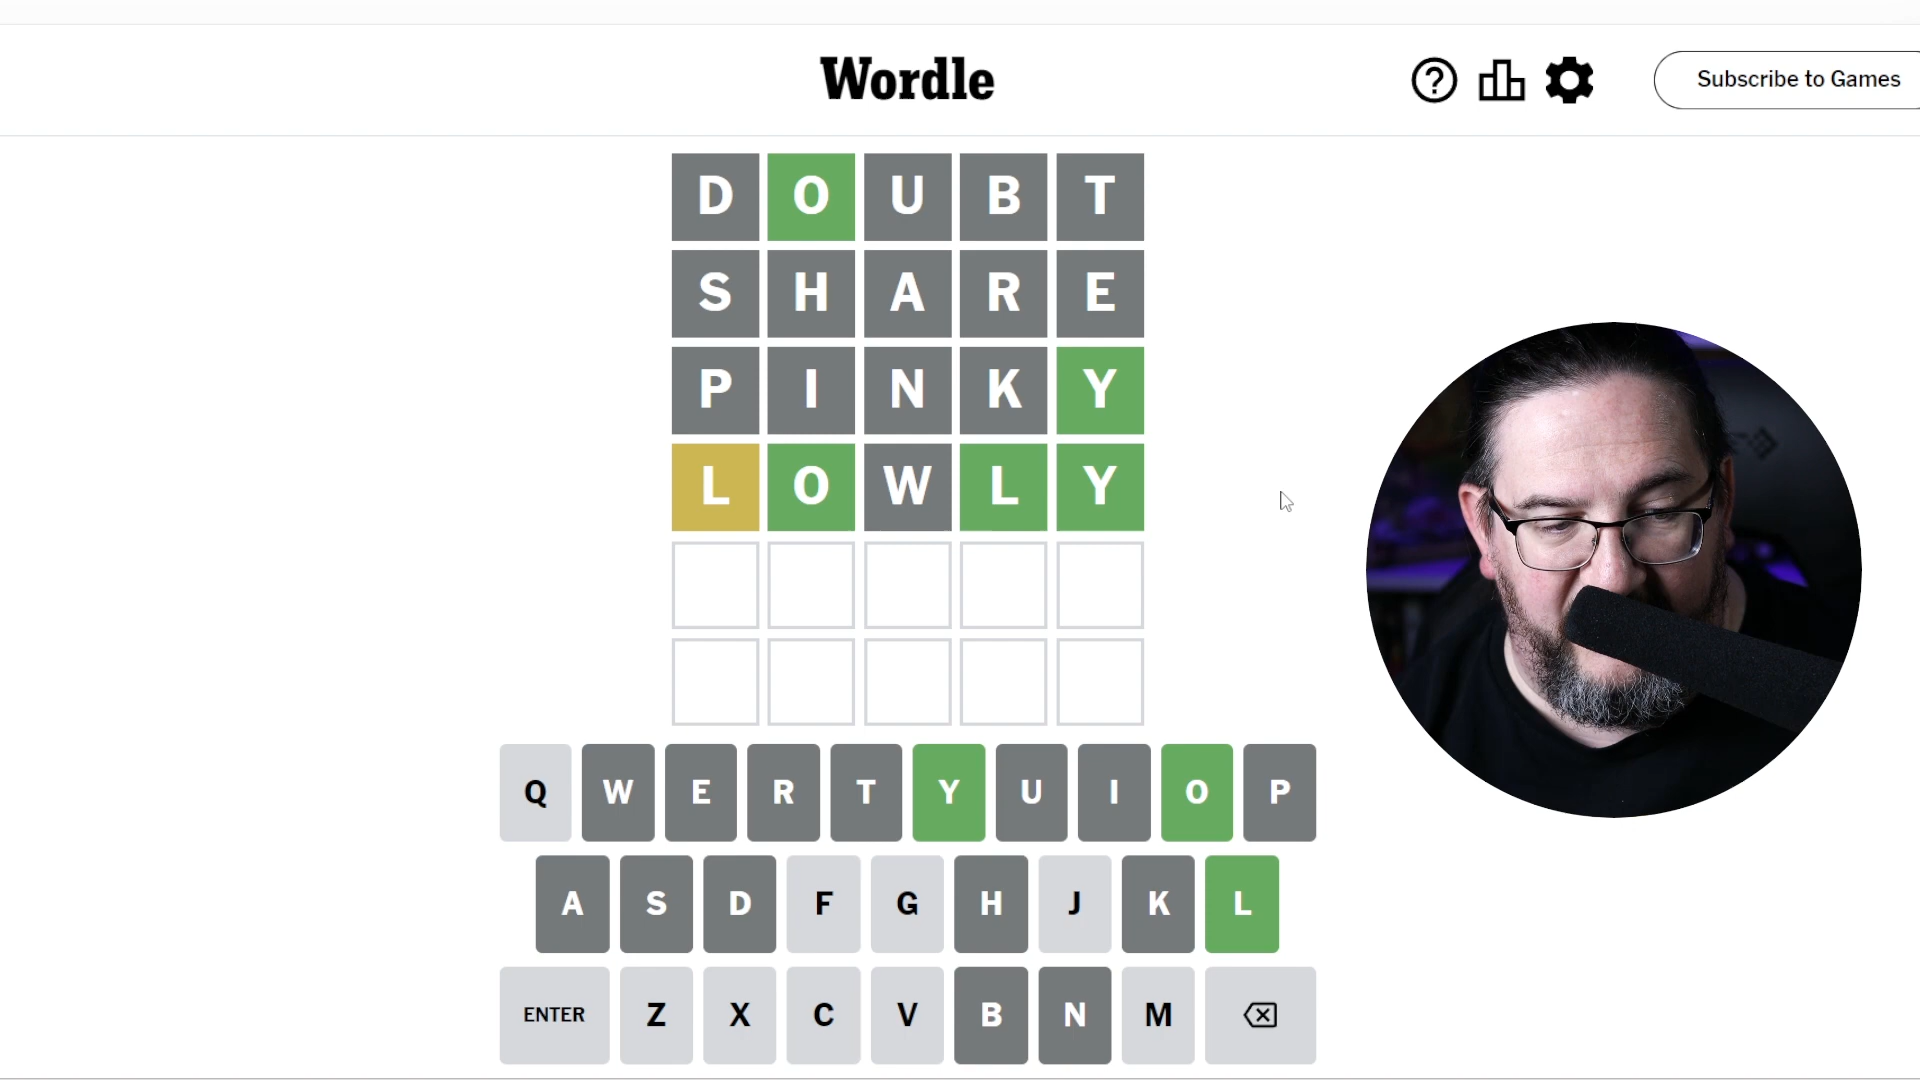 Wordle
Subscribe to Games
D O U B T
S H A R E
P I N K Y
L O W L Y
Q W E R T Y U I O P
A S D F G H J K L
ENTER Z X C V B N M